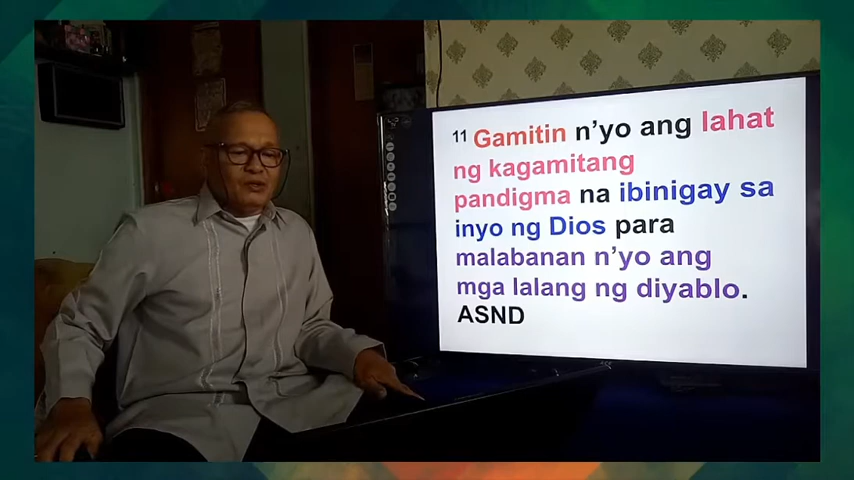 11 Gamitin n'yo ang lahat
ng kagamitang
pandigma na ibinigay sa
inyo ng Dios para
malabanan n'yo ang
mga lalang ng diyablo.
ASND